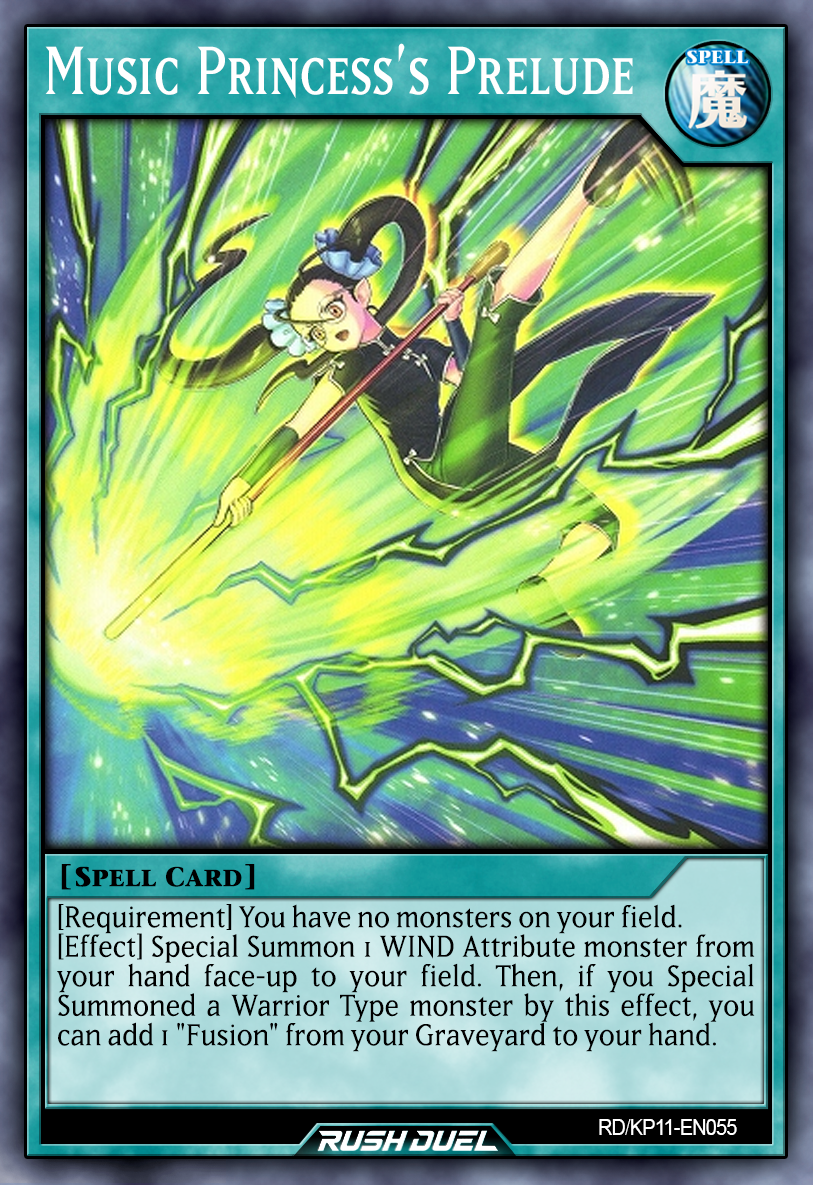 Music Princess's Prelude
SPELL
魔
[Spell Card]
[Requirement] You have no monsters on your field.
[Effect] Special Summon 1 WIND Attribute monster from
your hand face-up to your field. Then, if you Special
Summoned a Warrior Type monster by this effect, you
can add 1 "Fusion" from your Graveyard to your hand.
RD/KP11-EN055
RUSH DUEL